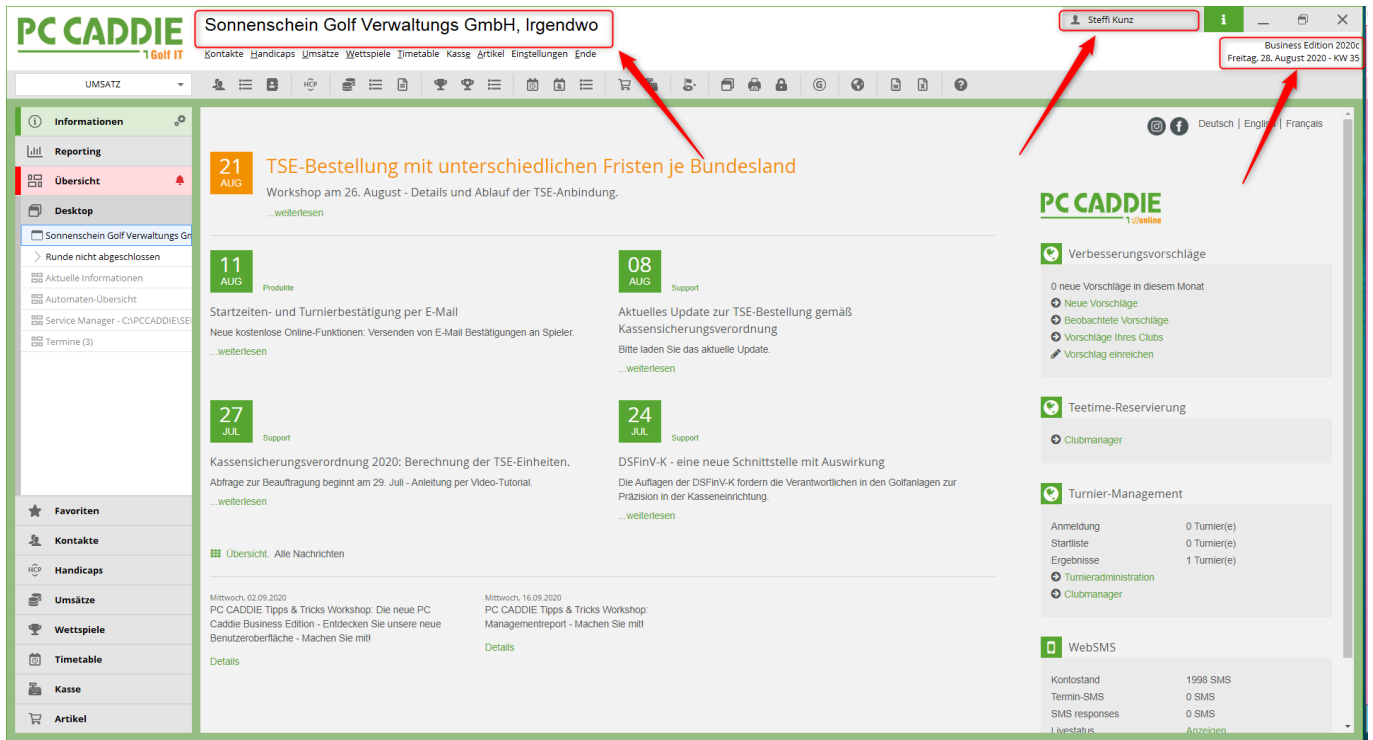 PC CADDIE
Golf IT
Sonnenschein Golf Verwaltungs GmbH, Irgendwo
Steffi Kunz
i
Kontakte Handicaps Umsätze Wettspiele Timetable Kasse Artikel Einstellungen Ende
Business Edition 2020c
Freitag, 28. August 2020 - KW 35
UMSATZ
HCP
Informationen
Reporting
Übersicht
Desktop
Sonnenschein Golf Verwaltungs Gm
Runde nicht abgeschlossen
Aktuelle Informationen
Automaten-Übersicht
Service Manager - C:\PCCADDIE\SE
Termine (3)
Favoriten
Kontakte
HCP Handicaps
Umsätze
Wettspiele
Timetable
Kasse
Artikel
Deutsch | English | Français
21
AUG
TSE-Bestellung mit unterschiedlichen Fristen je Bundesland
Workshop am 26. August - Details und Ablauf der TSE-Anbindung.
...weiterlesen
11
AUG
Produkte
Startzeiten- und Turnierbestätigung per E-Mail
Neue kostenlose Online-Funktionen: Versenden von E-Mail Bestätigungen an Spieler.
...weiterlesen
08
AUG
Support
Aktuelles Update zur TSE-Bestellung gemäß
Kassensicherungsverordnung
Bitte laden Sie das aktuelle Update.
...weiterlesen
27
JUL
Support
Kassensicherungsverordnung 2020: Berechnung der TSE-Einheiten.
Abfrage zur Beauftragung beginnt am 29. Juli - Anleitung per Video-Tutorial.
...weiterlesen
24
JUL
Support
DSFinV-K - eine neue Schnittstelle mit Auswirkung
Die Auflagen der DSFinV-K fordern die Verantwortlichen in den Golfanlagen zur
Präzision in der Kasseneinrichtung.
...weiterlesen
Übersicht. Alle Nachrichten
Mittwoch, 02.09.2020
PC CADDIE Tipps & Tricks Workshop: Die neue PC
Caddie Business Edition - Entdecken Sie unsere neue
Benutzeroberfläche - Machen Sie mit!
Details
Mittwoch, 16.09.2020
PC CADDIE Tipps & Tricks Workshop:
Managementreport - Machen Sie mit!
Details
PC CADDIE
://online
Verbesserungsvorschläge
0 neue Vorschläge in diesem Monat
Neue Vorschläge
Beobachtete Vorschläge
Vorschläge Ihres Clubs
Vorschlag einreichen
Teetime-Reservierung
Clubmanager
Turnier-Management
Anmeldung 0 Turnier(e)
Startliste 0 Turnier(e)
Ergebnisse 1 Turnier(e)
Turnieradministration
Clubmanager
WebSMS
Kontostand 1998 SMS
Termin-SMS 0 SMS
SMS responses 0 SMS
Livestatus Anzeigen